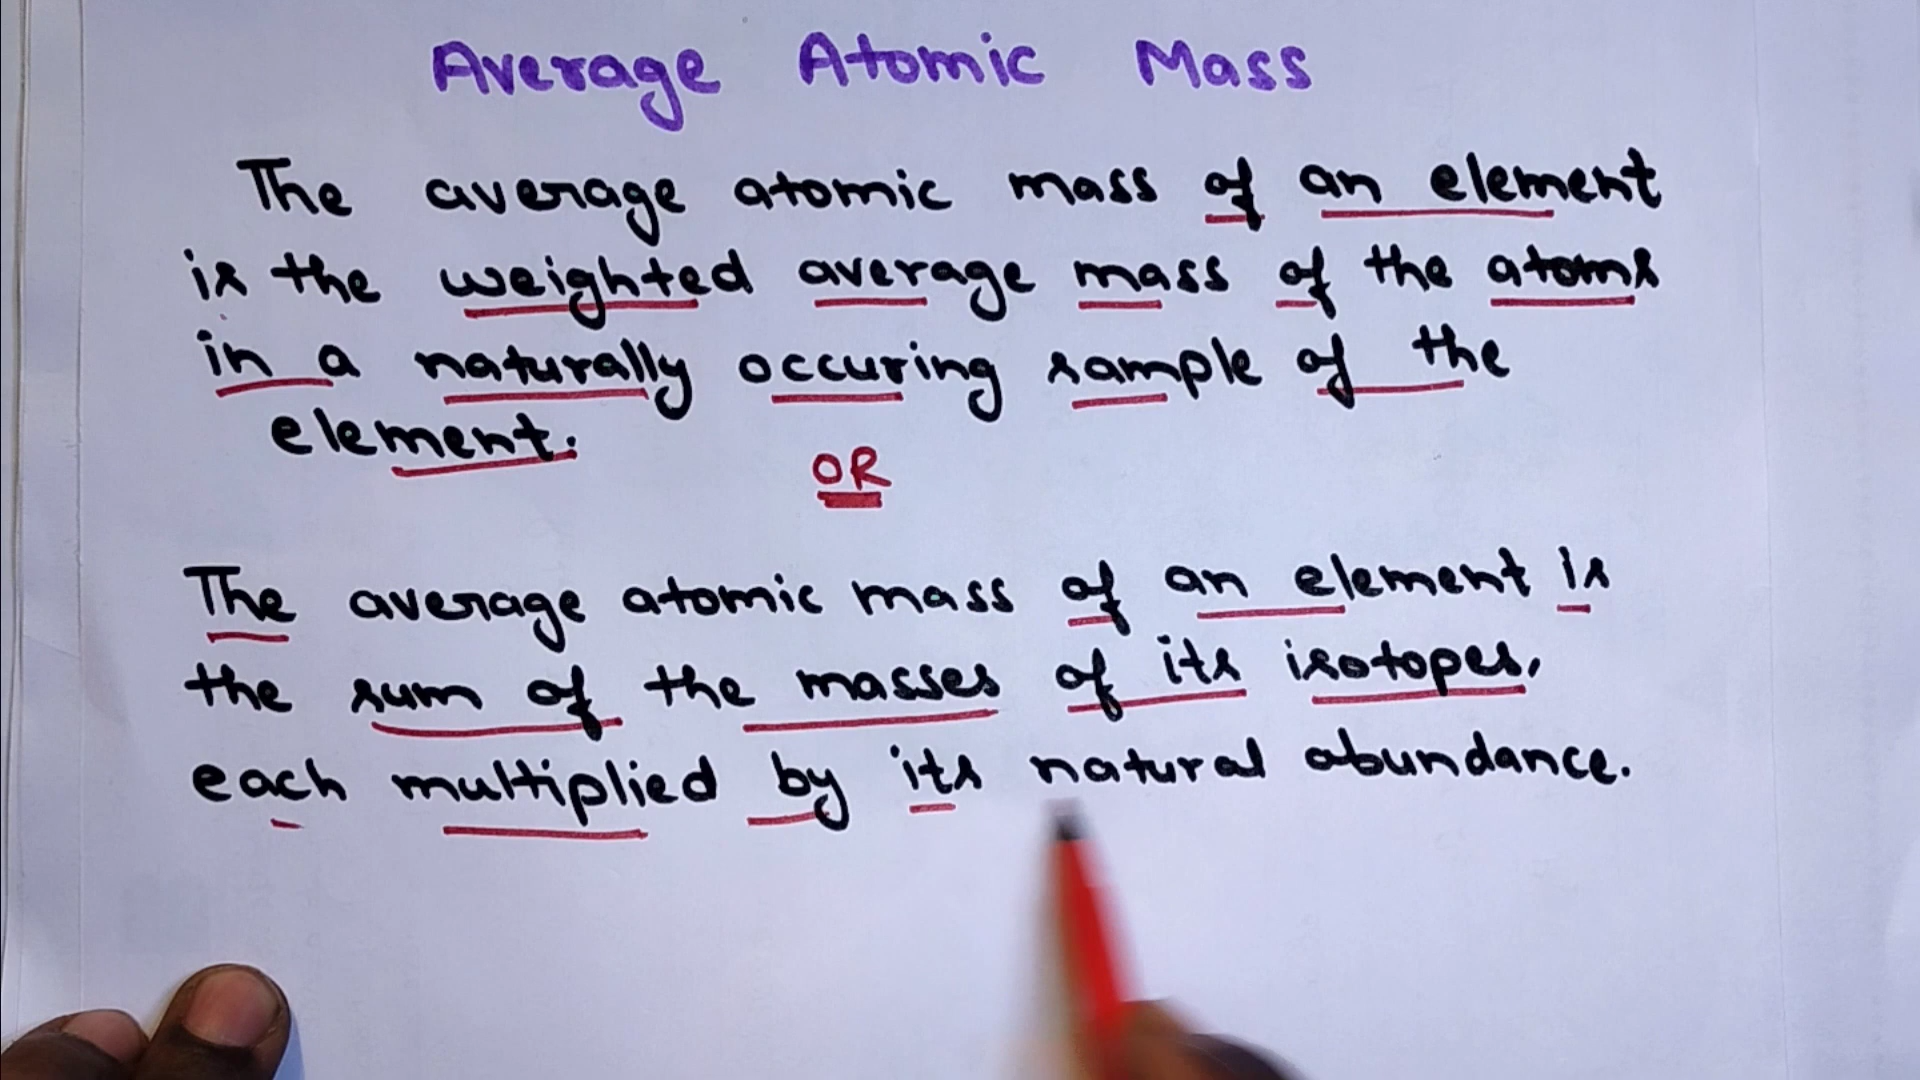 Average Atomic Mass
The average atomic mass of an element
is the weighted average mass of the atoms
in a naturally occuring sample of the
element.
OR
The average atomic mass of an element is
the sum of the masses of its isotopes,
each multiplied by its natural abundance.